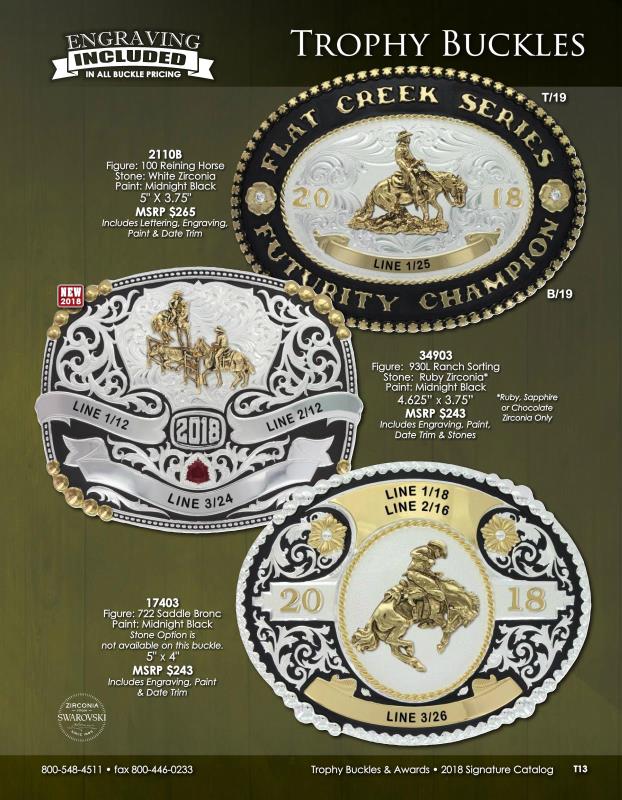 ENGRAVING
INCLUDED
IN ALL BUCKLE PRICING
TROPHY BUCKLES
T/19
FLAT CREEK SERIES
20 18
LINE 1/25
FUTURITY CHAMPION
B/19
2110B
Figure: 100 Reining Horse
Stone: White Zirconia
Paint: Midnight Black
5" X 3.75"
MSRP $265
Includes Lettering, Engraving,
Paint & Date Trim
NEW
2018
LINE 1/12
2018
LINE 2/12
LINE 3/24
34903
Figure: 930L Ranch Sorting
Stone: Ruby Zirconia*
Paint: Midnight Black
4.625" x 3.75"
MSRP $243
Includes Engraving, Paint,
Date Trim & Stones
*Ruby, Sapphire
or Chocolate
Zirconia Only
LINE 1/18
LINE 2/16
20 18
LINE 3/26
17403
Figure: 722 Saddle Bronc
Paint: Midnight Black
Stone Option is
not available on this buckle.
5" x 4"
MSRP $243
Includes Engraving, Paint
& Date Trim
ZIRCONIA
FROM
SWAROVSKI
SINCE 1895
800-548-4511 • fax 800-446-0233
Trophy Buckles & Awards • 2018 Signature Catalog T13